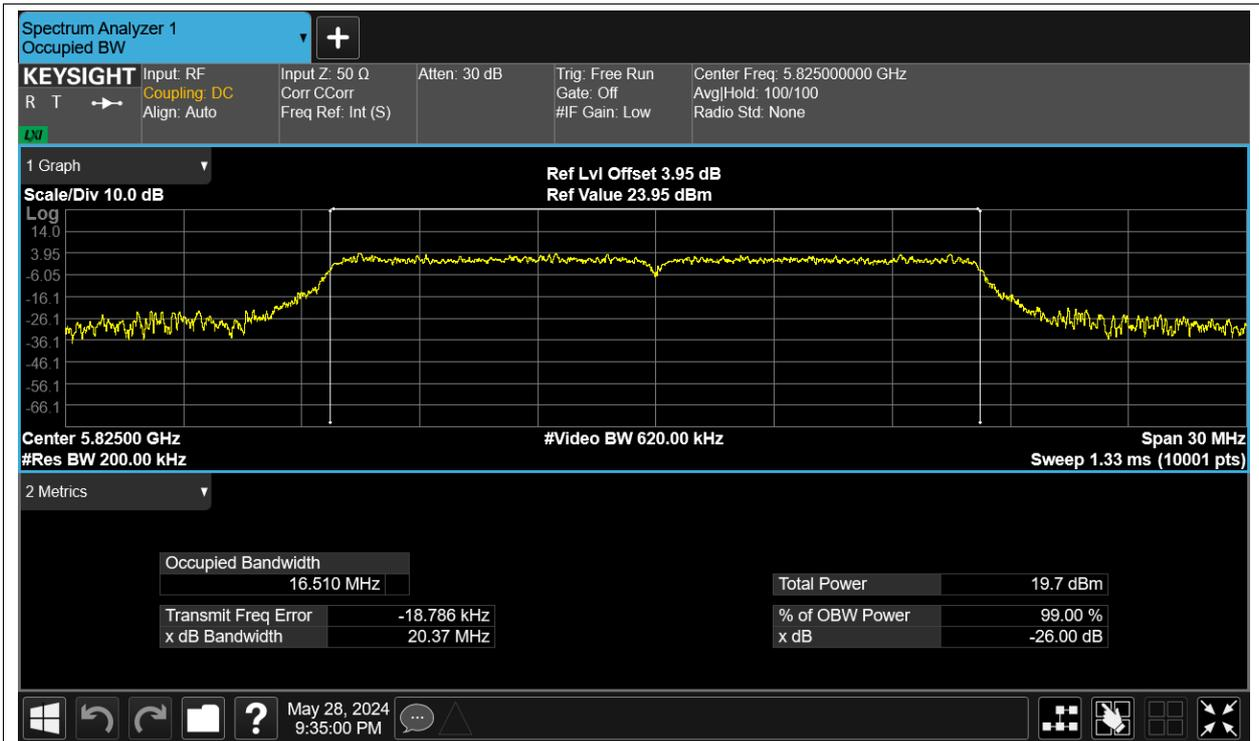 Spectrum Analyzer 1
Occupied BW
KEYSIGHT
R T
LXI
Input: RF
Coupling: DC
Align: Auto
Input Z: 50 Ω
Corr CCorr
Freq Ref: Int (S)
Atten: 30 dB
Trig: Free Run
Gate: Off
#IF Gain: Low
Center Freq: 5.825000000 GHz
Avg|Hold: 100/100
Radio Std: None
1 Graph
Scale/Div 10.0 dB
Ref Lvl Offset 3.95 dB
Ref Value 23.95 dBm
Log
14.0
3.95
-6.05
-16.1
-26.1
-36.1
-46.1
-56.1
-66.1
Center 5.82500 GHz
#Res BW 200.00 kHz
#Video BW 620.00 kHz
Span 30 MHz
Sweep 1.33 ms (10001 pts)
2 Metrics
Occupied Bandwidth
16.510 MHz
Transmit Freq Error -18.786 kHz
x dB Bandwidth 20.37 MHz
Total Power 19.7 dBm
% of OBW Power 99.00 %
x dB -26.00 dB
?
May 28, 2024
9:35:00 PM